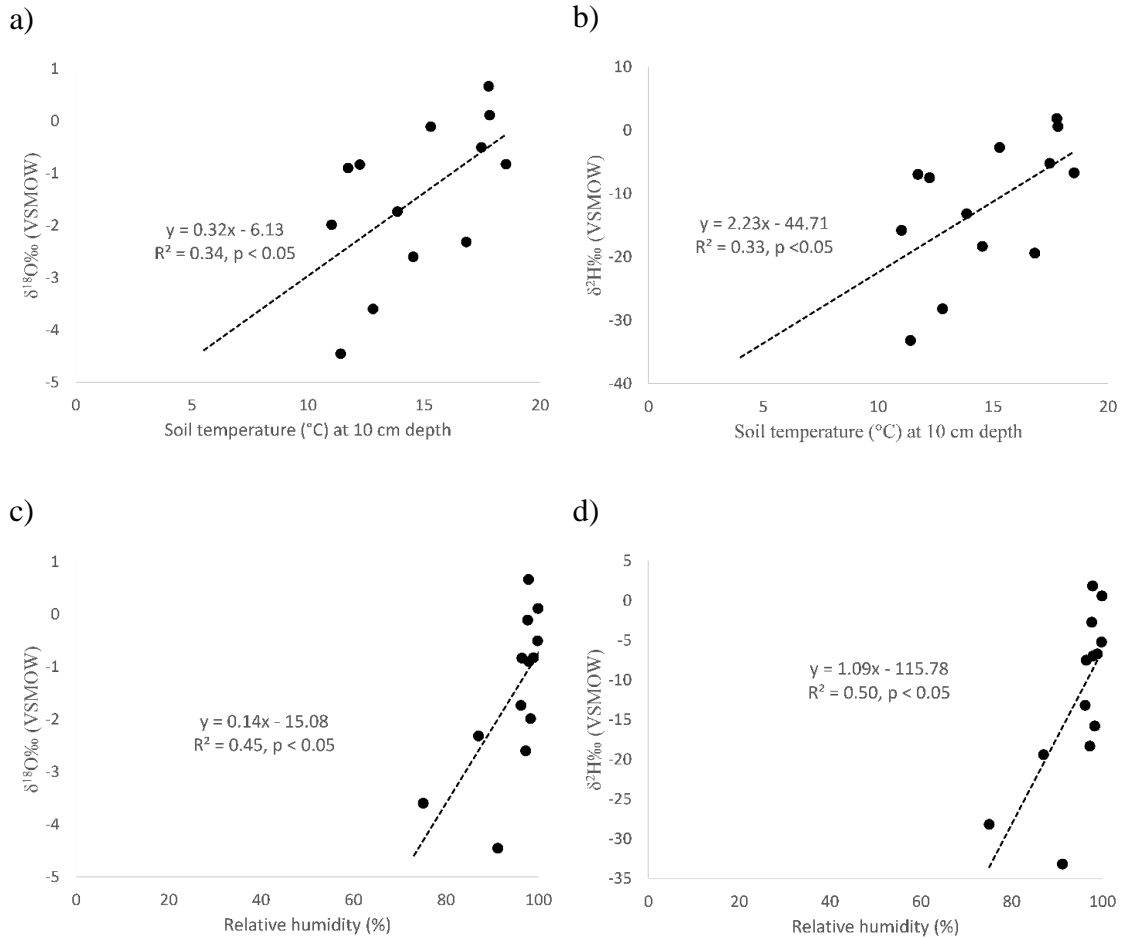 a)
1
0
-1
-2
-3
-4
-5
δ¹⁸O‰ (VSMOW)
y = 0.32x - 6.13
R² = 0.34, p < 0.05
0 5 10 15 20
Soil temperature (°C) at 10 cm depth
b)
10
0
-10
-20
-30
-40
δ²H‰ (VSMOW)
y = 2.23x - 44.71
R² = 0.33, p <0.05
0 5 10 15 20
Soil temperature (°C) at 10 cm depth
c)
1
0
-1
-2
-3
-4
-5
δ¹⁸O‰ (VSMOW)
y = 0.14x - 15.08
R² = 0.45, p < 0.05
0 20 40 60 80 100
Relative humidity (%)
d)
5
0
-5
-10
-15
-20
-25
-30
-35
δ²H‰ (VSMOW)
y = 1.09x - 115.78
R² = 0.50, p < 0.05
0 20 40 60 80 100
Relative humidity (%)